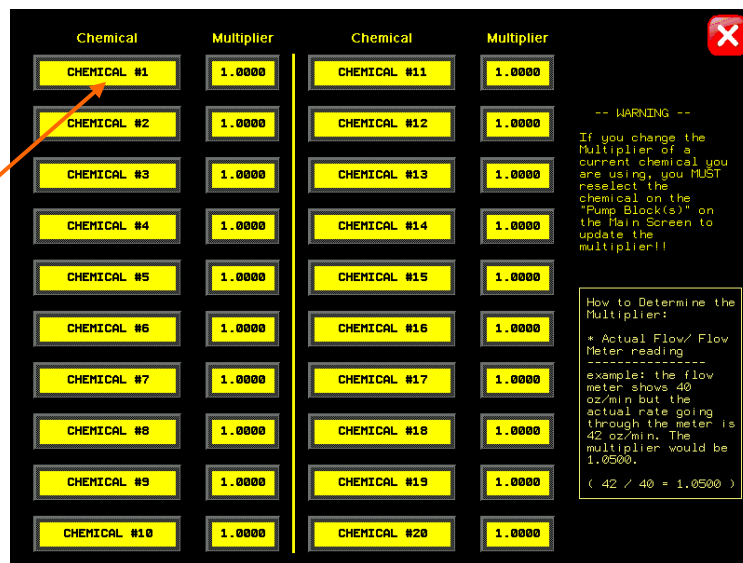 Chemical Multiplier Chemical Multiplier
CHEMICAL #1 1.0000 CHEMICAL #11 1.0000
CHEMICAL #2 1.0000 CHEMICAL #12 1.0000
CHEMICAL #3 1.0000 CHEMICAL #13 1.0000
CHEMICAL #4 1.0000 CHEMICAL #14 1.0000
CHEMICAL #5 1.0000 CHEMICAL #15 1.0000
CHEMICAL #6 1.0000 CHEMICAL #16 1.0000
CHEMICAL #7 1.0000 CHEMICAL #17 1.0000
CHEMICAL #8 1.0000 CHEMICAL #18 1.0000
CHEMICAL #9 1.0000 CHEMICAL #19 1.0000
CHEMICAL #10 1.0000 CHEMICAL #20 1.0000
-- WARNING --
If you change the
Multiplier of a
current chemical you
are using, you MUST
reselect the
chemical on the
"Pump Block(s)" on
the Main Screen to
update the
multiplier!!
How to Determine the
Multiplier:
* Actual Flow/ Flow
Meter reading
---------------
example: the flow
meter shows 40
oz/min but the
actual rate going
through the meter is
42 oz/min. The
multiplier would be
1.0500.
( 42 / 40 = 1.0500 )